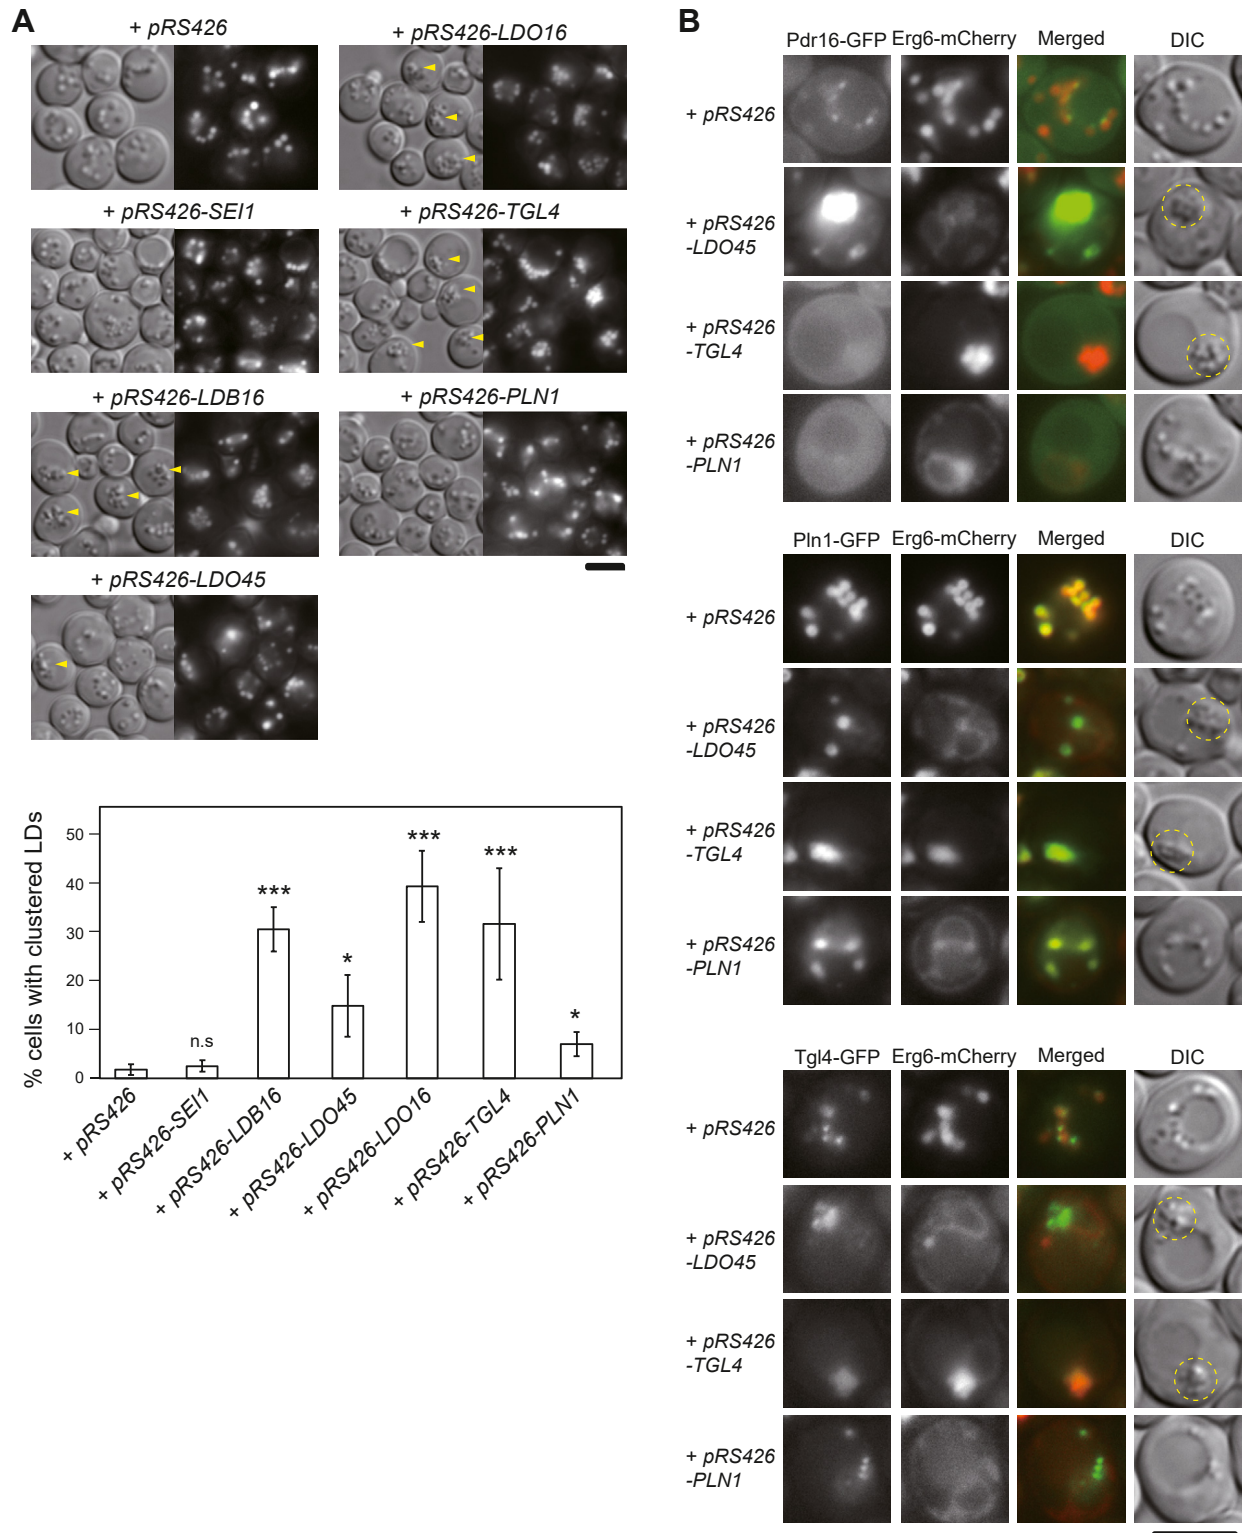 A
+ pRS426
+ pRS426-LDO16
+ pRS426-SEI1
+ pRS426-TGL4
+ pRS426-LDB16
+ pRS426-PLN1
+ pRS426-LDO45
% cells with clustered LDs
50
40
30
20
10
0
n.s
***
*
***
***
*
+ pRS426
+ pRS426-SEI1
+ pRS426-LDB16
+ pRS426-LDO45
+ pRS426-LDO16
+ pRS426-TGL4
+ pRS426-PLN1
B
Pdr16-GFP Erg6-mCherry Merged DIC
+ pRS426
+ pRS426
-LDO45
+ pRS426
-TGL4
+ pRS426
-PLN1
Pln1-GFP Erg6-mCherry Merged DIC
+ pRS426
+ pRS426
-LDO45
+ pRS426
-TGL4
+ pRS426
-PLN1
Tgl4-GFP Erg6-mCherry Merged DIC
+ pRS426
+ pRS426
-LDO45
+ pRS426
-TGL4
+ pRS426
-PLN1